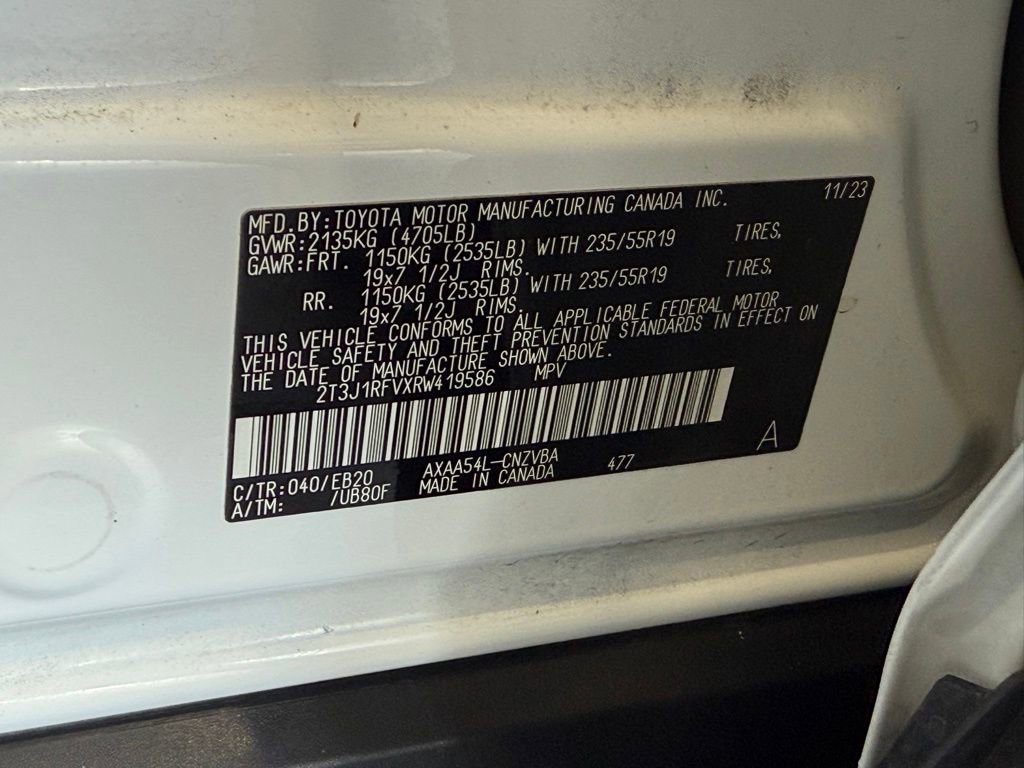 MFD.BY:TOYOTA MOTOR MANUFACTURING CANADA INC. 11/23
GVWR:2135KG (4705LB)
GAWR:FRT. 1150KG (2535LB) WITH 235/55R19 TIRES,
19x7 1/2J RIMS.
RR. 1150KG (2535LB) WITH 235/55R19 TIRES,
19x7 1/2J RIMS.
THIS VEHICLE CONFORMS TO ALL APPLICABLE FEDERAL MOTOR
VEHICLE SAFETY AND THEFT PREVENTION STANDARDS IN EFFECT ON
THE DATE OF MANUFACTURE SHOWN ABOVE.
2T3J1RFVXRW419586 MPV
A
C/TR:040/EB20 AXAA54L-CNZVBA 477
A/TM: /UB80F MADE IN CANADA